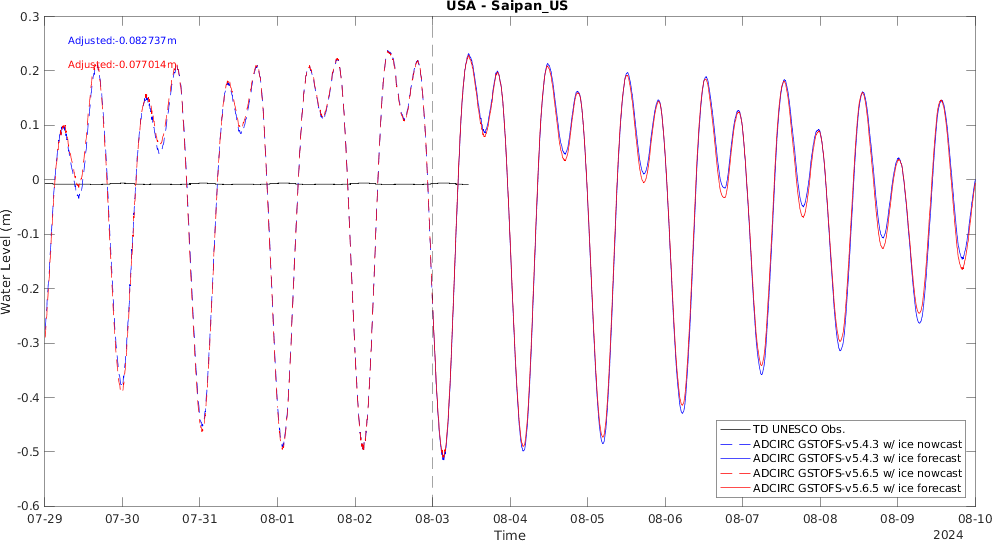 USA - Saipan_US
0.3
Adjusted:-0.082737m
Adjusted:-0.077014m
0.2
0.1
0
-0.1
-0.2
-0.3
-0.4
-0.5
-0.6
Water Level (m)
TD UNESCO Obs.
ADCIRC GSTOFS-v5.4.3 w/ ice nowcast
ADCIRC GSTOFS-v5.4.3 w/ ice forecast
ADCIRC GSTOFS-v5.6.5 w/ ice nowcast
ADCIRC GSTOFS-v5.6.5 w/ ice forecast
07-29 07-30 07-31 08-01 08-02 08-03 08-04 08-05 08-06 08-07 08-08 08-09 08-10
Time
2024